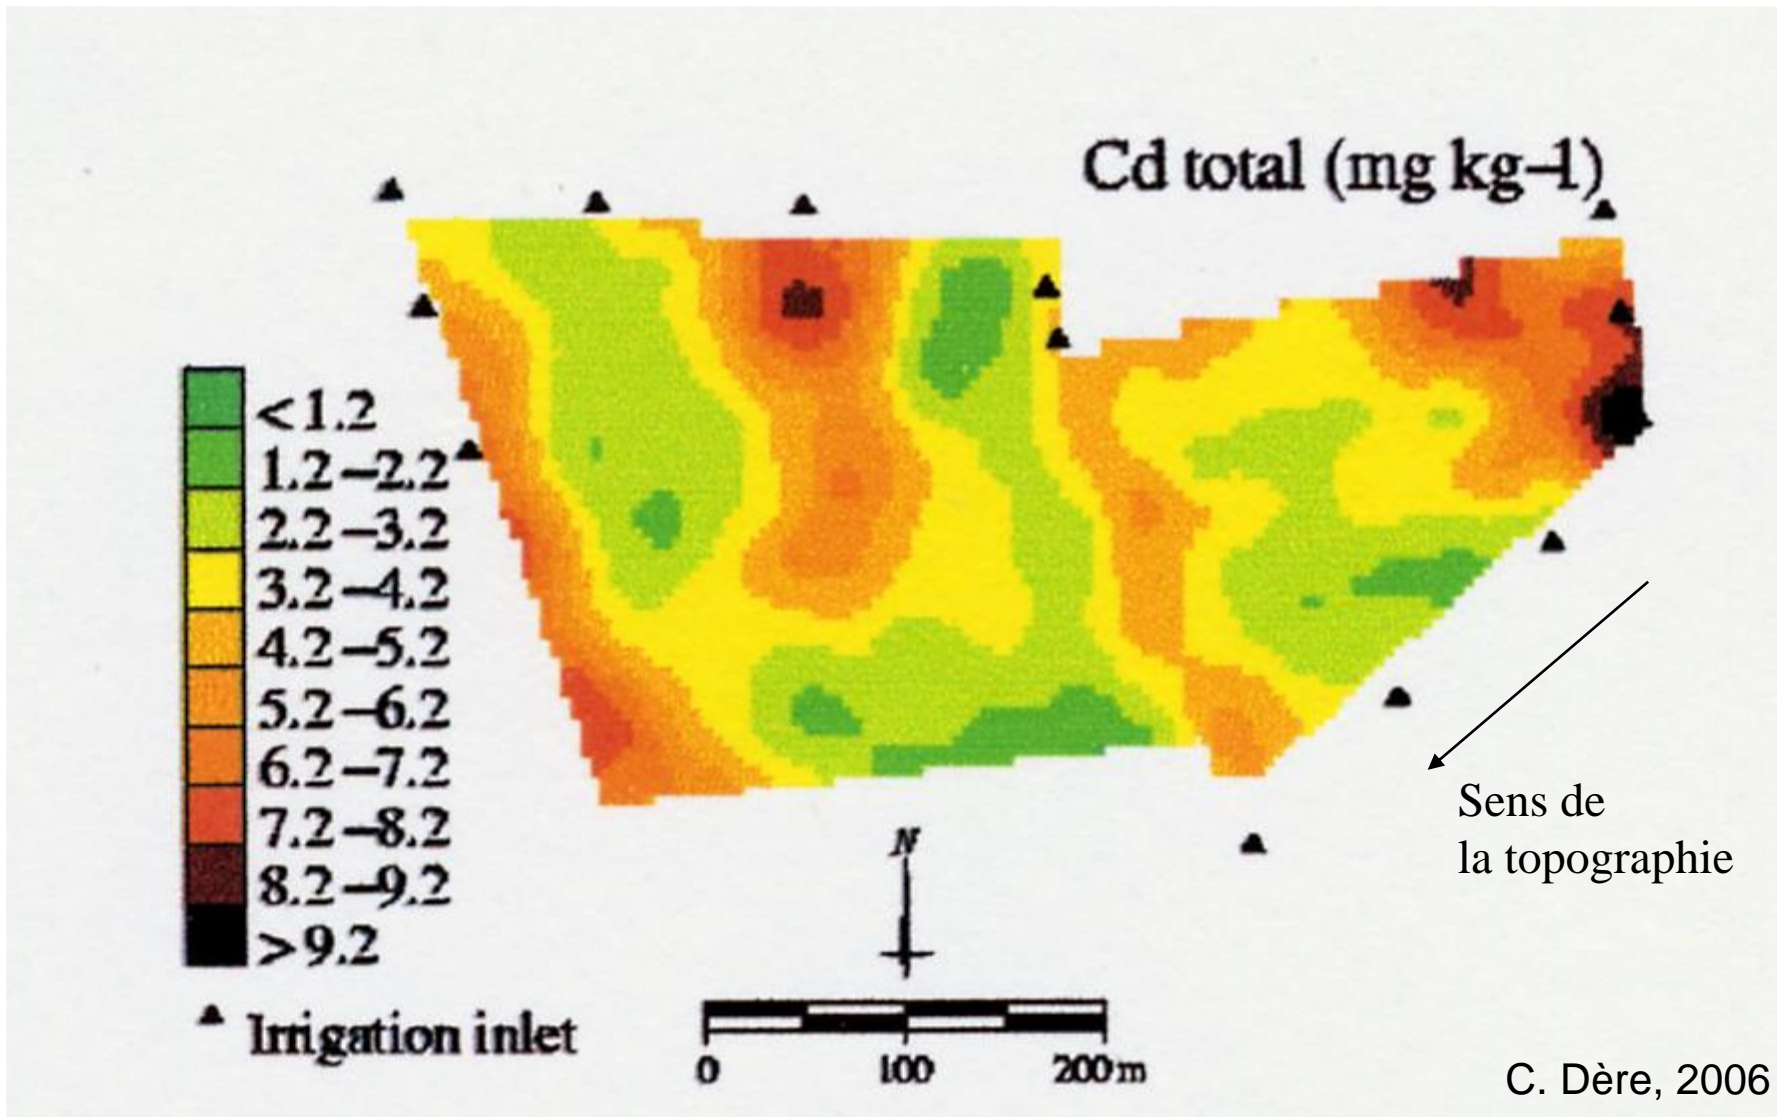 Cd total (mg kg-1)
<1.2
1.2-2.2
2.2-3.2
3.2-4.2
4.2-5.2
5.2-6.2
6.2-7.2
7.2-8.2
8.2-9.2
>9.2
Irrigation inlet
N
0 100 200 m
Sens de
la topographie
C. Dère, 2006